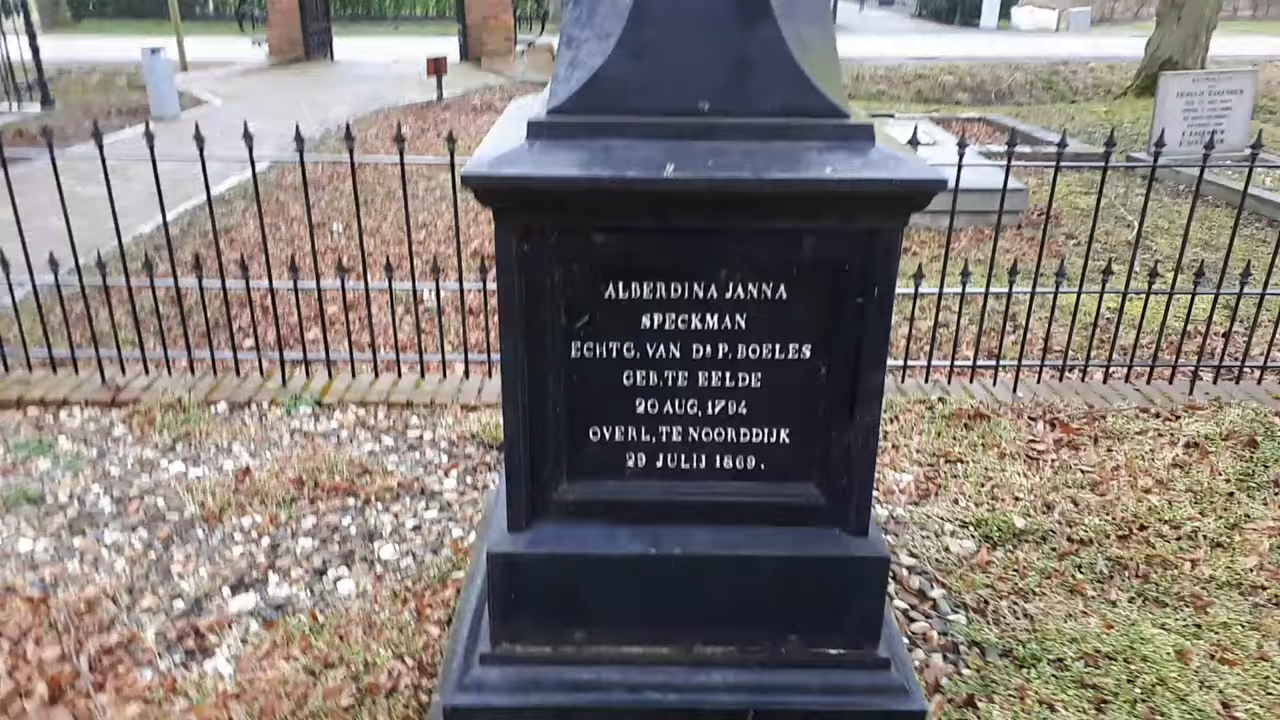 ALBERDINA JANNA
SPECKMAN
ECHTG. VAN Ds P. BOELES
GEB. TE EELDE
20 AUG. 1794
OVERL. TE NOORDDIJK
29 JULIJ 1869.